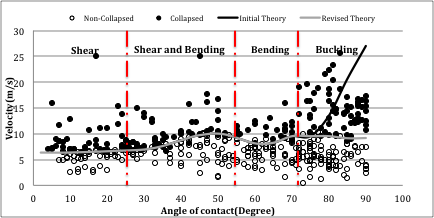 Non-Collapsed Collapsed Initial Theory Revised Theory
30
25
20
15
10
5
0
Velocity (m/s)
Shear Shear and Bending Bending Buckling
0 10 20 30 40 50 60 70 80 90 100
Angle of contact(Degree)